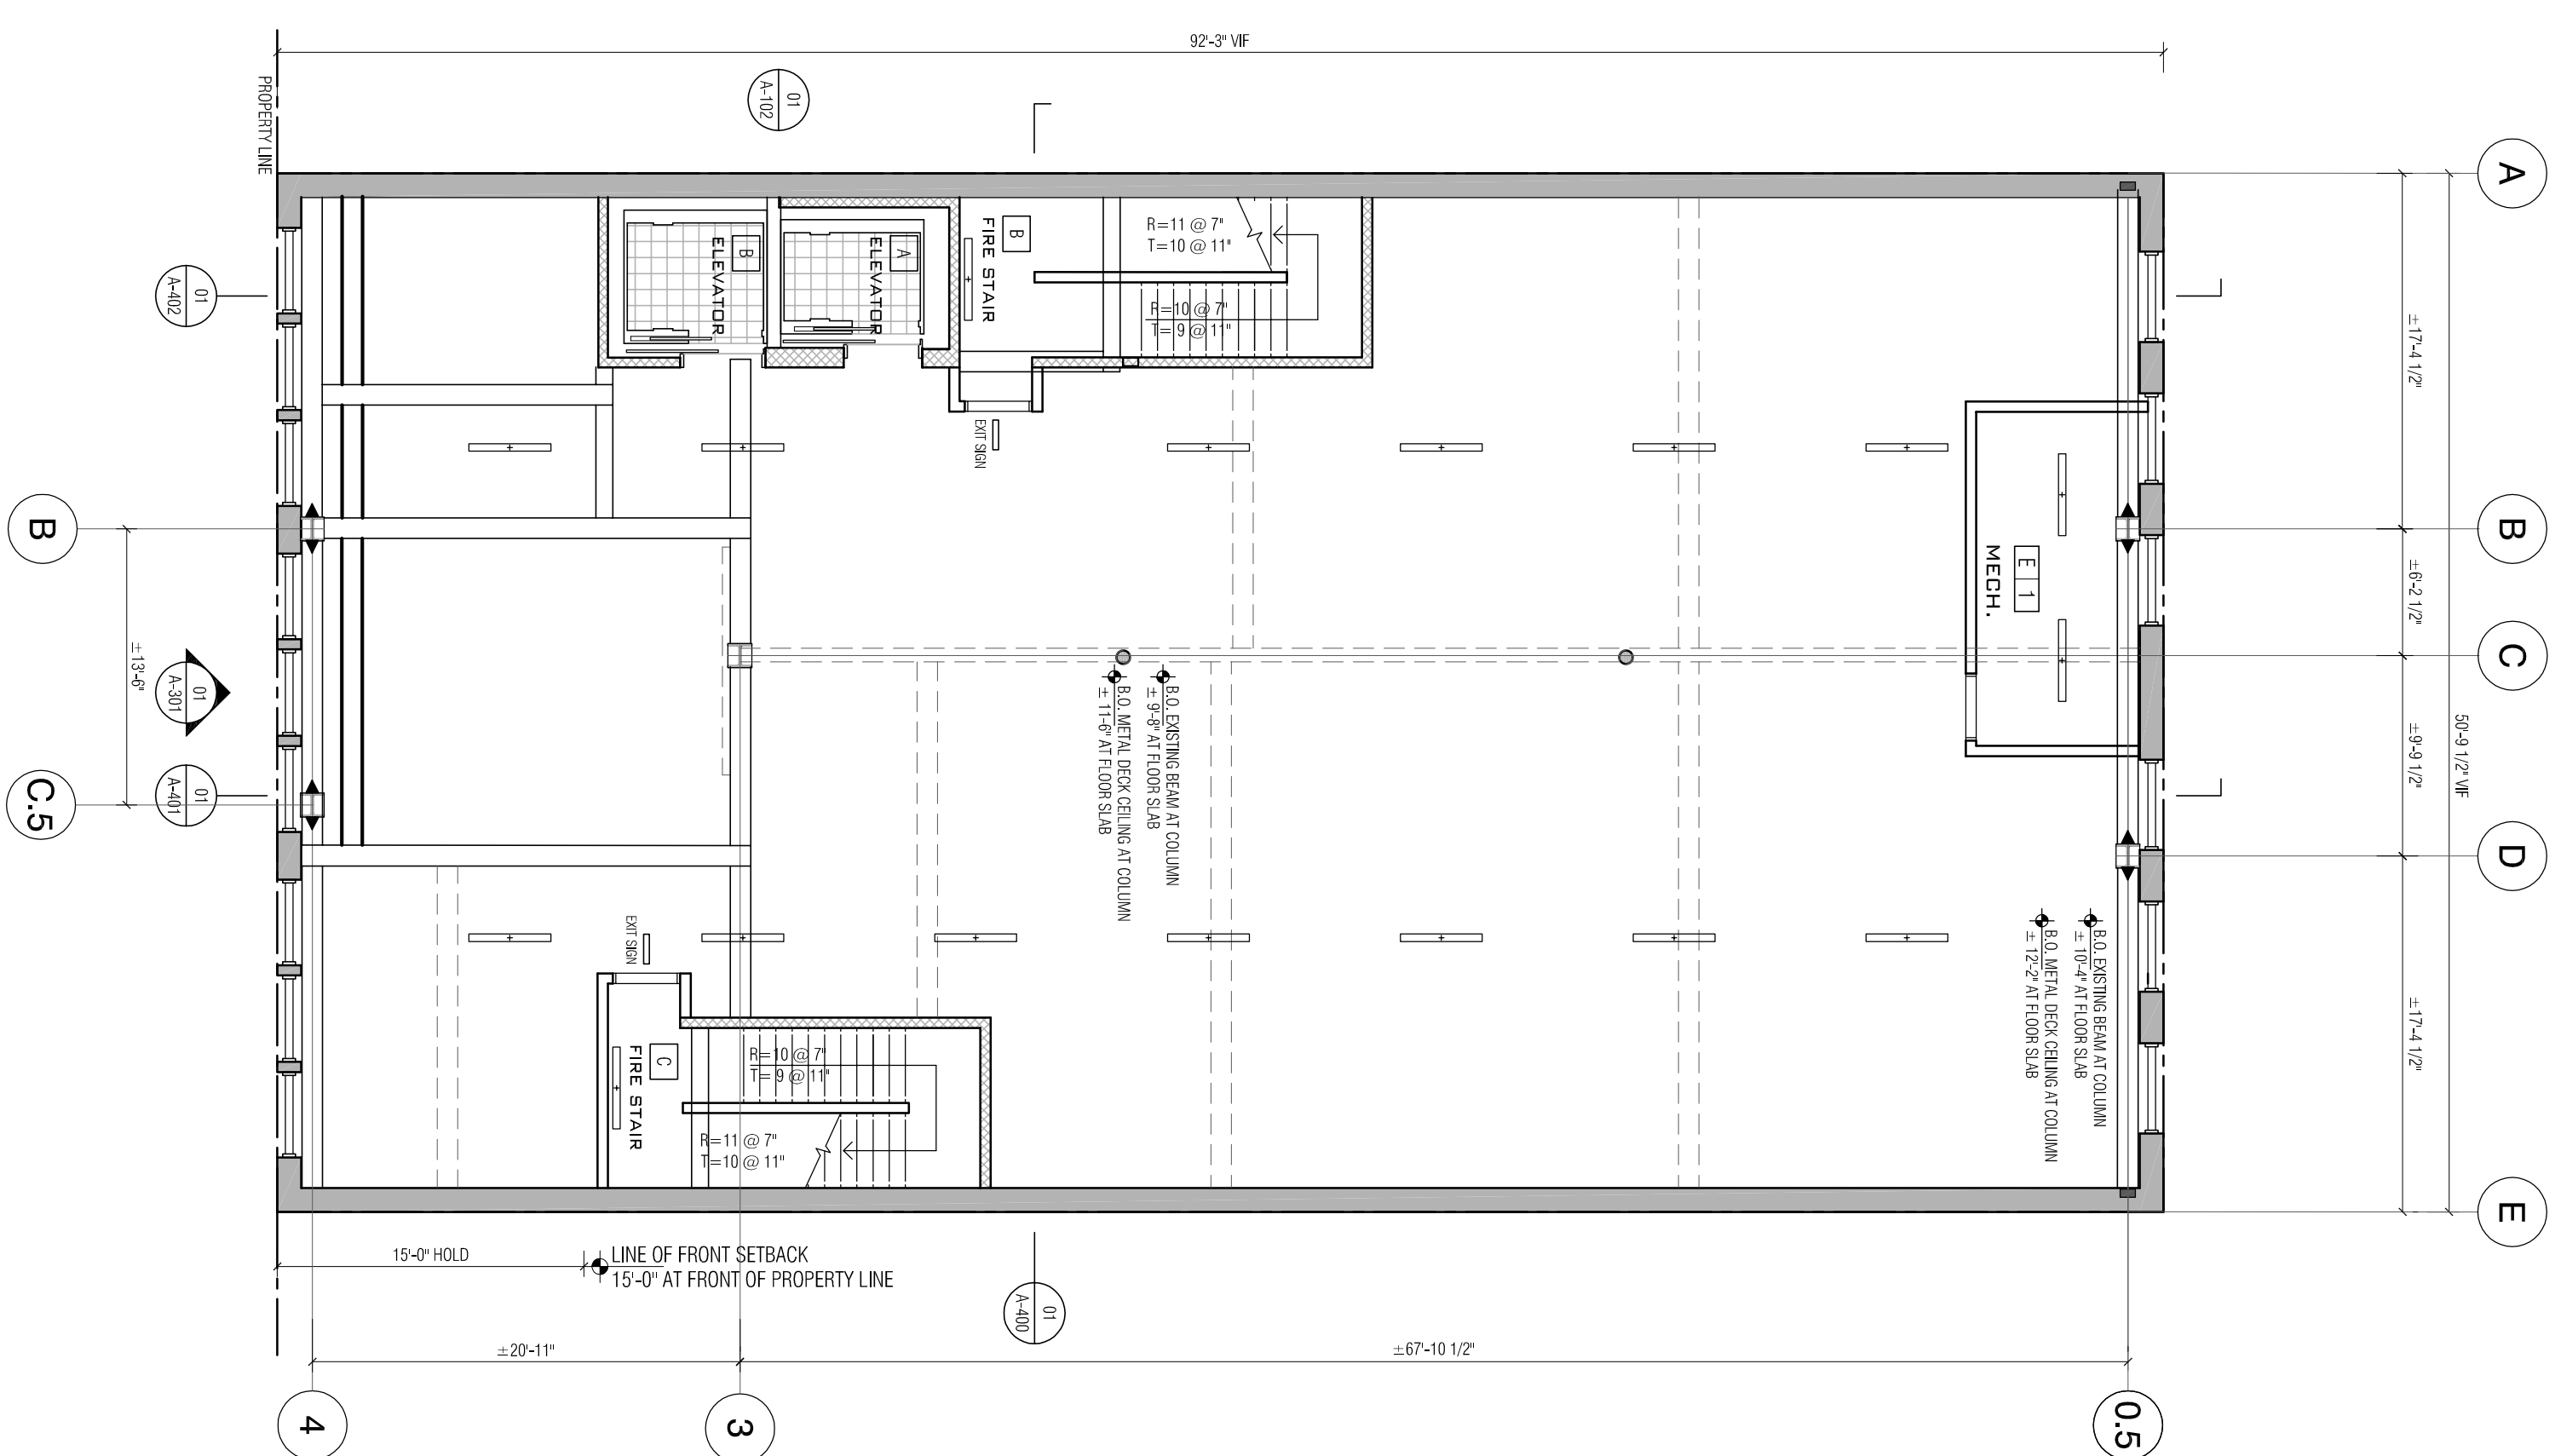 92'-3" VIF
PROPERTY LINE
01
A-102
A
R=11 @ 7"
T=10 @ 11"
B
FIRE STAIR
A
ELEVATOR
B
ELEVATOR
R=10 @ 7"
T= 9 @ 11"
01
A-402
±17'-4 1/2"
EXIT SIGN
B
B
E 1
MECH.
±6'-2 1/2"
C
±13'-6"
01
A-301
B.O. EXISTING BEAM AT COLUMN
± 9'-8" AT FLOOR SLAB
B.O. METAL DECK CEILING AT COLUMN
± 11-6" AT FLOOR SLAB
50'-9 1/2" VIF
±9'-9 1/2"
C.5
01
A-401
D
EXIT SIGN
B.O. EXISTING BEAM AT COLUMN
± 10'-4" AT FLOOR SLAB
B.O. METAL DECK CEILING AT COLUMN
± 12'-2" AT FLOOR SLAB
±17'-4 1/2"
C
FIRE STAIR
R=10 @ 7"
T= 9 @ 11"
R=11 @ 7"
T=10 @ 11"
E
15'-0" HOLD
LINE OF FRONT SETBACK
15'-0" AT FRONT OF PROPERTY LINE
01
A-400
±20'-11"
±67'-10 1/2"
4
3
0.5